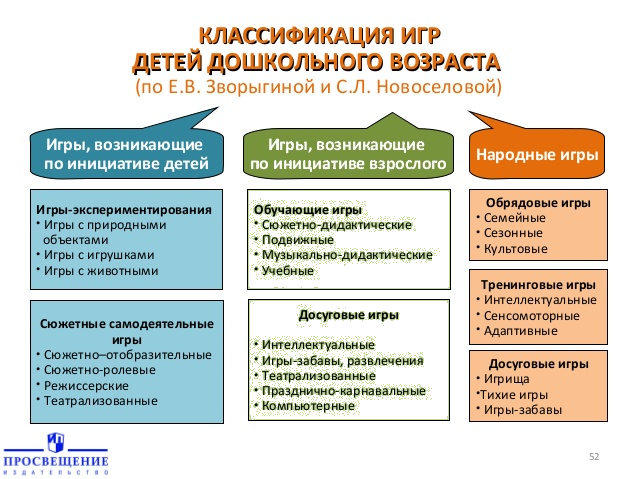 КЛАССИФИКАЦИЯ ИГР
ДЕТЕЙ ДОШКОЛЬНОГО ВОЗРАСТА
(по Е.В. Зворыгиной и С.Л. Новоселовой)
Игры, возникающие
по инициативе детей
Игры-экспериментирования
• Игры с природными
объектами
• Игры с игрушками
• Игры с животными
Сюжетные самодеятельные
игры
• Сюжетно–отобразительные
• Сюжетно-ролевые
• Режиссерские
• Театрализованные
Игры, возникающие
по инициативе взрослого
Обучающие игры
• Сюжетно-дидактические
• Подвижные
• Музыкально-дидактические
• Учебные
Досуговые игры
• Интеллектуальные
• Игры-забавы, развлечения
• Театрализованные
• Празднично-карнавальные
• Компьютерные
Народные игры
Обрядовые игры
• Семейные
• Сезонные
• Культовые
Тренинговые игры
• Интеллектуальные
• Сенсомоторные
• Адаптивные
Досуговые игры
• Игрища
•Тихие игры
• Игры-забавы
ПРОСВЕЩЕНИЕ
ИЗДАТЕЛЬСТВО
52